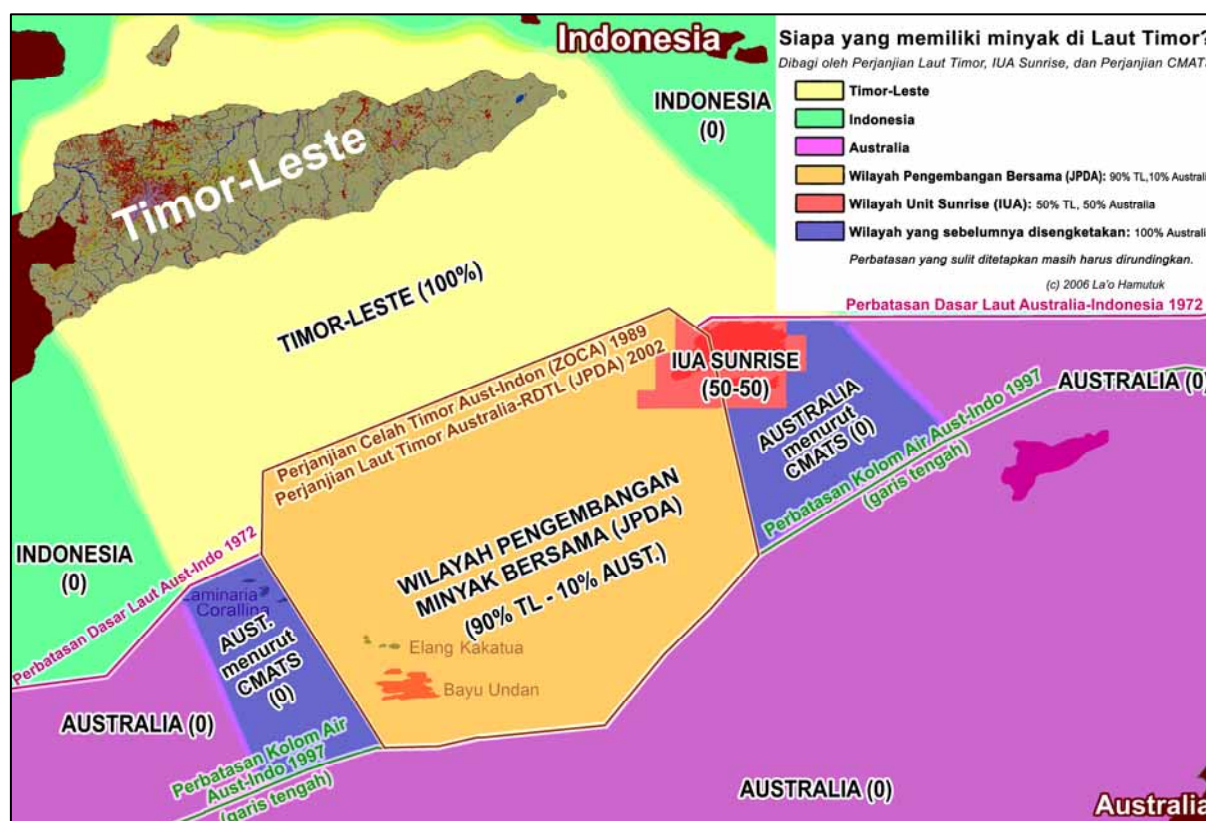 Indonesia
INDONESIA
(0)
Siapa yang memiliki minyak di Laut Timor?
Dibagi oleh Perjanjian Laut Timor, IUA Sunrise, dan Perjanjian CMATS
Timor-Leste
Indonesia
Australia
Wilayah Pengembangan Bersama (JPDA): 90% TL,10% Australi
Wilayah Unit Sunrise (IUA): 50% TL, 50% Australia
Wilayah yang sebelumnya disengketakan: 100% Australi
Perbatasan yang sulit ditetapkan masih harus dirundingkan.
(c) 2006 La'o Hamutuk
Perbatasan Dasar Laut Australia-Indonesia 1972
Timor-Leste
TIMOR-LESTE (100%)
Perjanjian Celah Timor Aust-Indon (ZOCA) 1989
Perjanjian Laut Timor Australia-RDTL (JPDA) 2002
IUA SUNRISE
(50-50)
AUSTRALIA
menurut
CMATS (0)
AUSTRALIA (0)
Perbatasan Kolom Air Aust-Indo 1997
(garis tengah)
WILAYAH PENGEMBANGAN
MINYAK BERSAMA (JPDA)
(90% TL - 10% AUST.)
INDONESIA
(0)
Perbatasan Dasar Laut Aust-Indo 1972
Laminaria
Corallina
AUST.
menurut
CMATS
(0)
Elang Kakatua
Bayu Undan
AUSTRALIA (0)
Perbatasan Kolom Air
Aust-Indo 1997
(garis tengah)
AUSTRALIA (0)
Australia